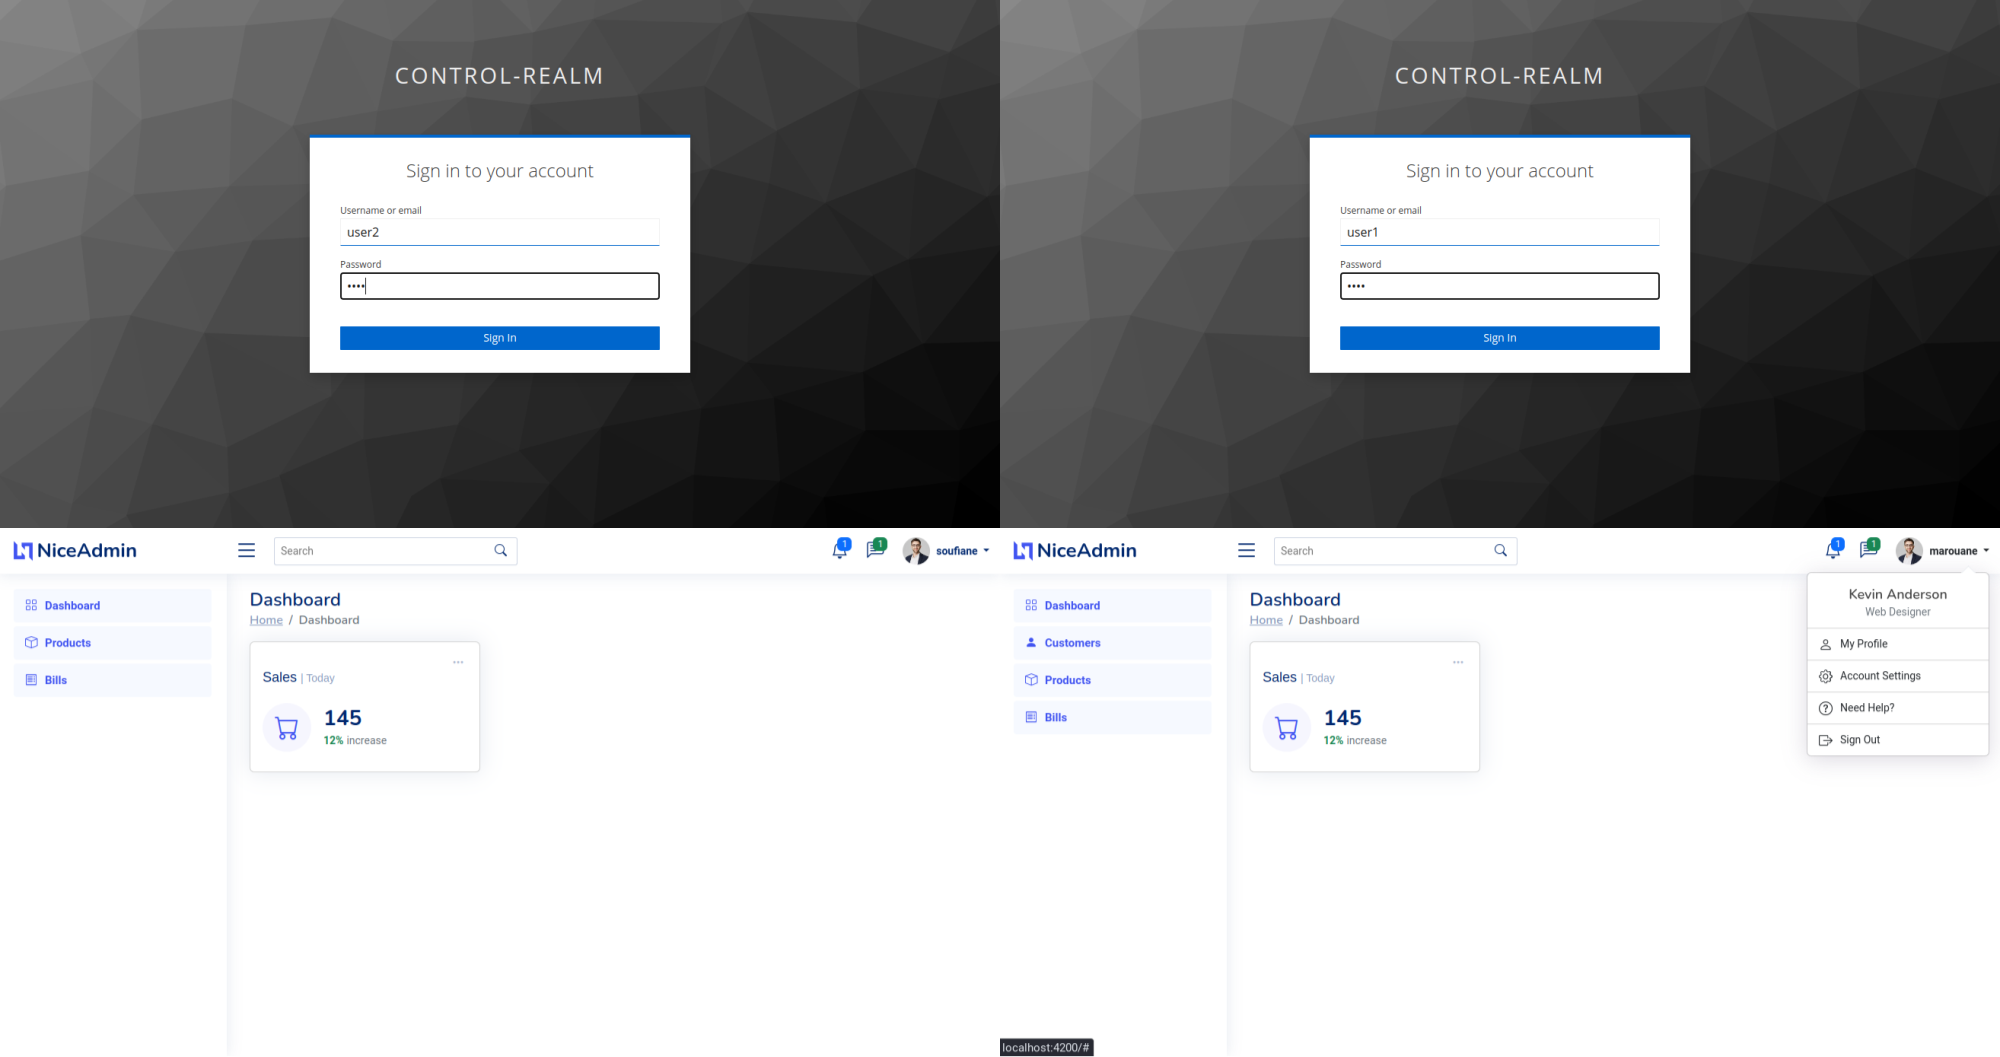 CONTROL-REALM
Sign in to your account
Username or email
user2
Password
••••
Sign In
CONTROL-REALM
Sign in to your account
Username or email
user1
Password
••••
Sign In
NiceAdmin
Search
1
1
soufiane
Dashboard
Products
Bills
Dashboard
Home / Dashboard
...
Sales | Today
145
12% increase
NiceAdmin
Search
1
1
marouane
Dashboard
Customers
Products
Bills
Dashboard
Home / Dashboard
...
Sales | Today
145
12% increase
Kevin Anderson
Web Designer
My Profile
Account Settings
Need Help?
Sign Out
localhost:4200/#